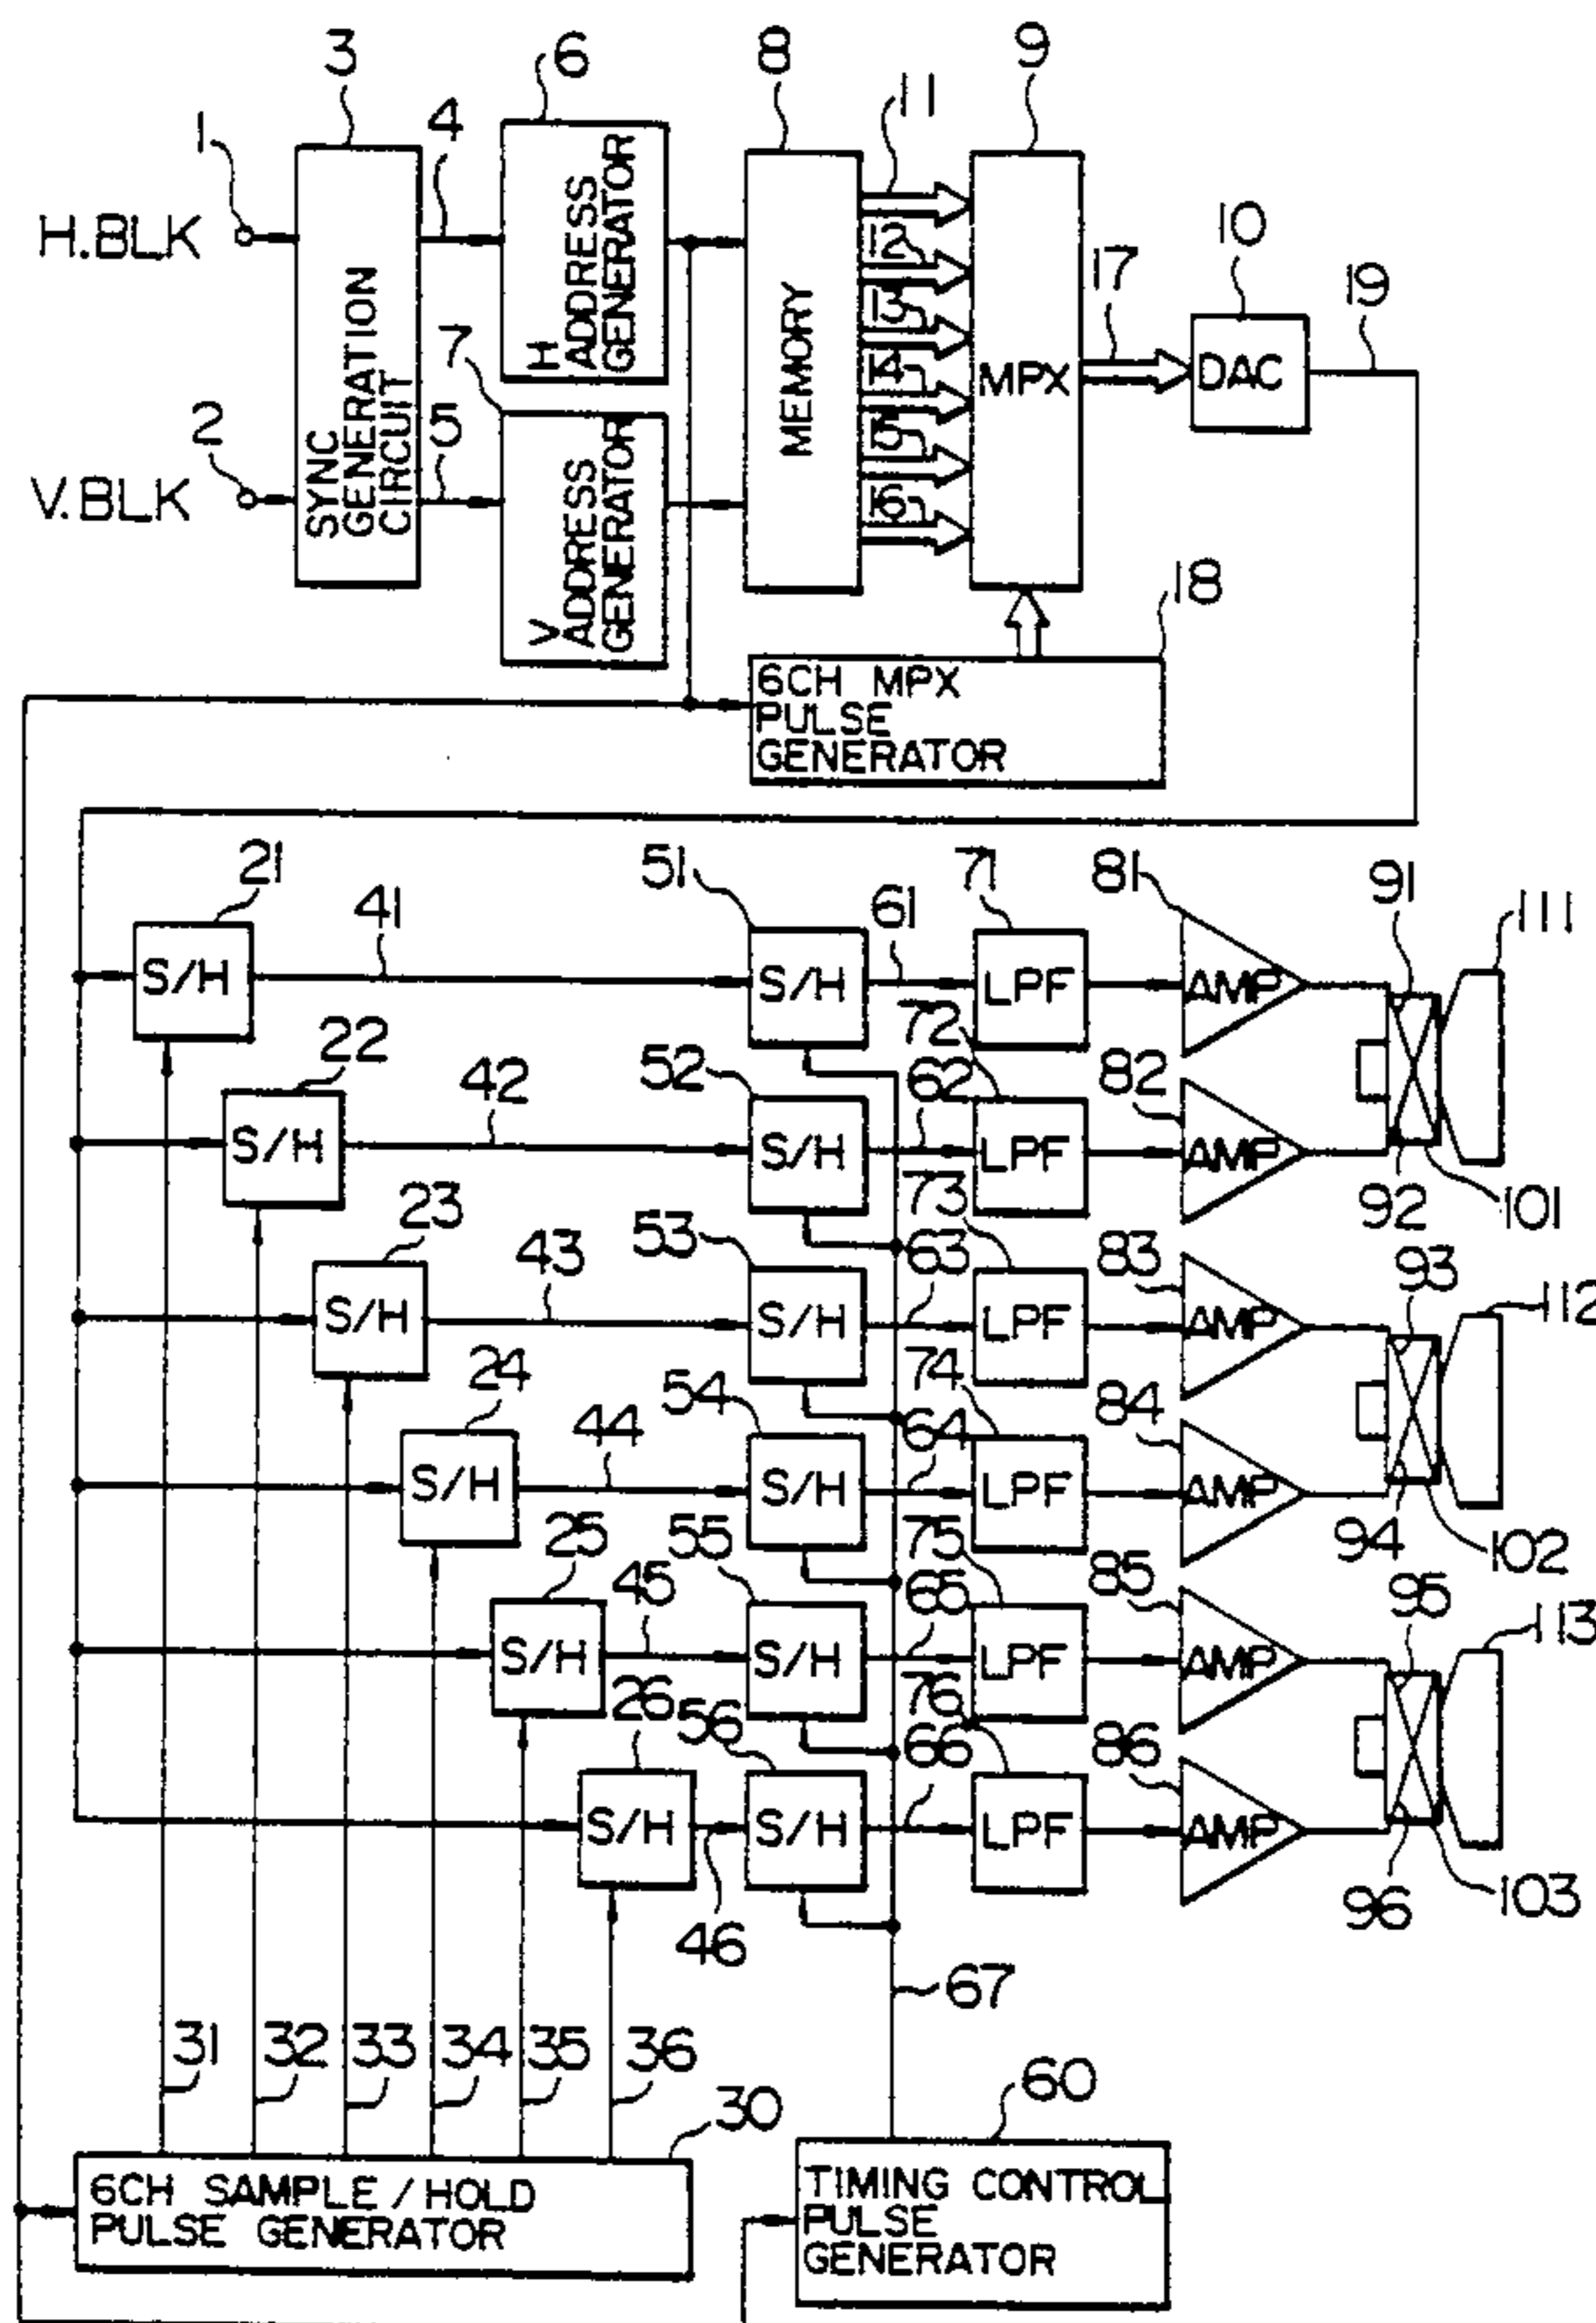 3
6
8
9
11
1
4
H.BLK
12
10
13
17
19
SYNC
GENERATION
CIRCUIT
H
ADDRESS
GENERATOR
MEMORY
MPX
DAC
14
7
2
5
15
V.BLK
V
ADDRESS
GENERATOR
16
18
6CH MPX
PULSE
GENERATOR
21
41
51
61
71
81
91
111
S/H
S/H
LPF
AMP
22
42
52
72
62
82
S/H
S/H
LPF
AMP
92
101
23
43
53
73
63
83
93
112
S/H
S/H
LPF
AMP
24
44
54
74
64
84
S/H
S/H
LPF
AMP
94
102
25
45
55
75
65
85
95
113
S/H
S/H
LPF
AMP
26
56
76
66
86
S/H
S/H
LPF
AMP
96
103
46
67
31
32
33
34
35
36
30
60
6CH SAMPLE / HOLD
PULSE GENERATOR
TIMING CONTROL
PULSE
GENERATOR